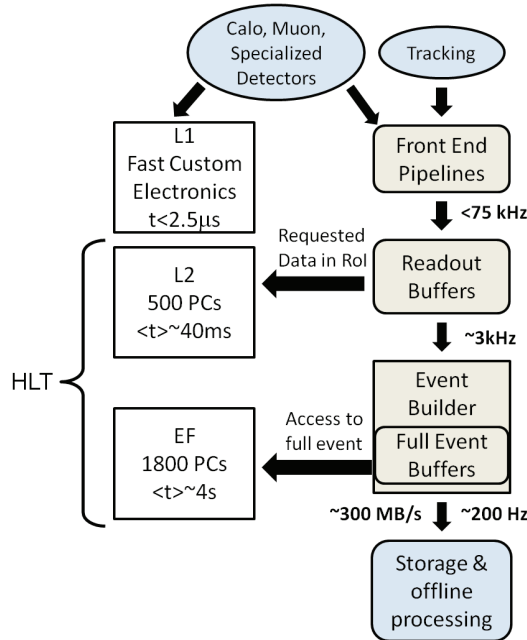 Calo, Muon,
Specialized
Detectors
Tracking
L1
Fast Custom
Electronics
t<2.5μs
Front End
Pipelines
<75 kHz
Requested
Data in RoI
L2
500 PCs
<t>~40ms
Readout
Buffers
~3kHz
HLT
Event
Builder
Full Event
Buffers
Access to
full event
EF
1800 PCs
<t>~4s
~300 MB/s
~200 Hz
Storage &
offline
processing